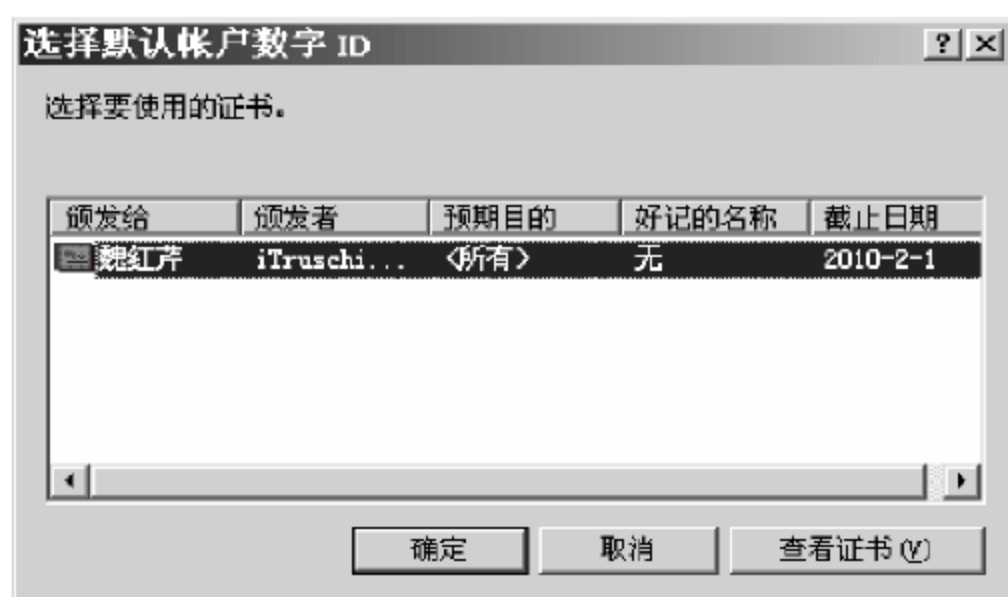 选择默认帐户数字 ID
选择要使用的证书。
颁发给 颁发者 预期目的 好记的名称 截止日期
魏红芹 iTruschi... <所有> 无 2010-2-1
确定 取消 查看证书(V)